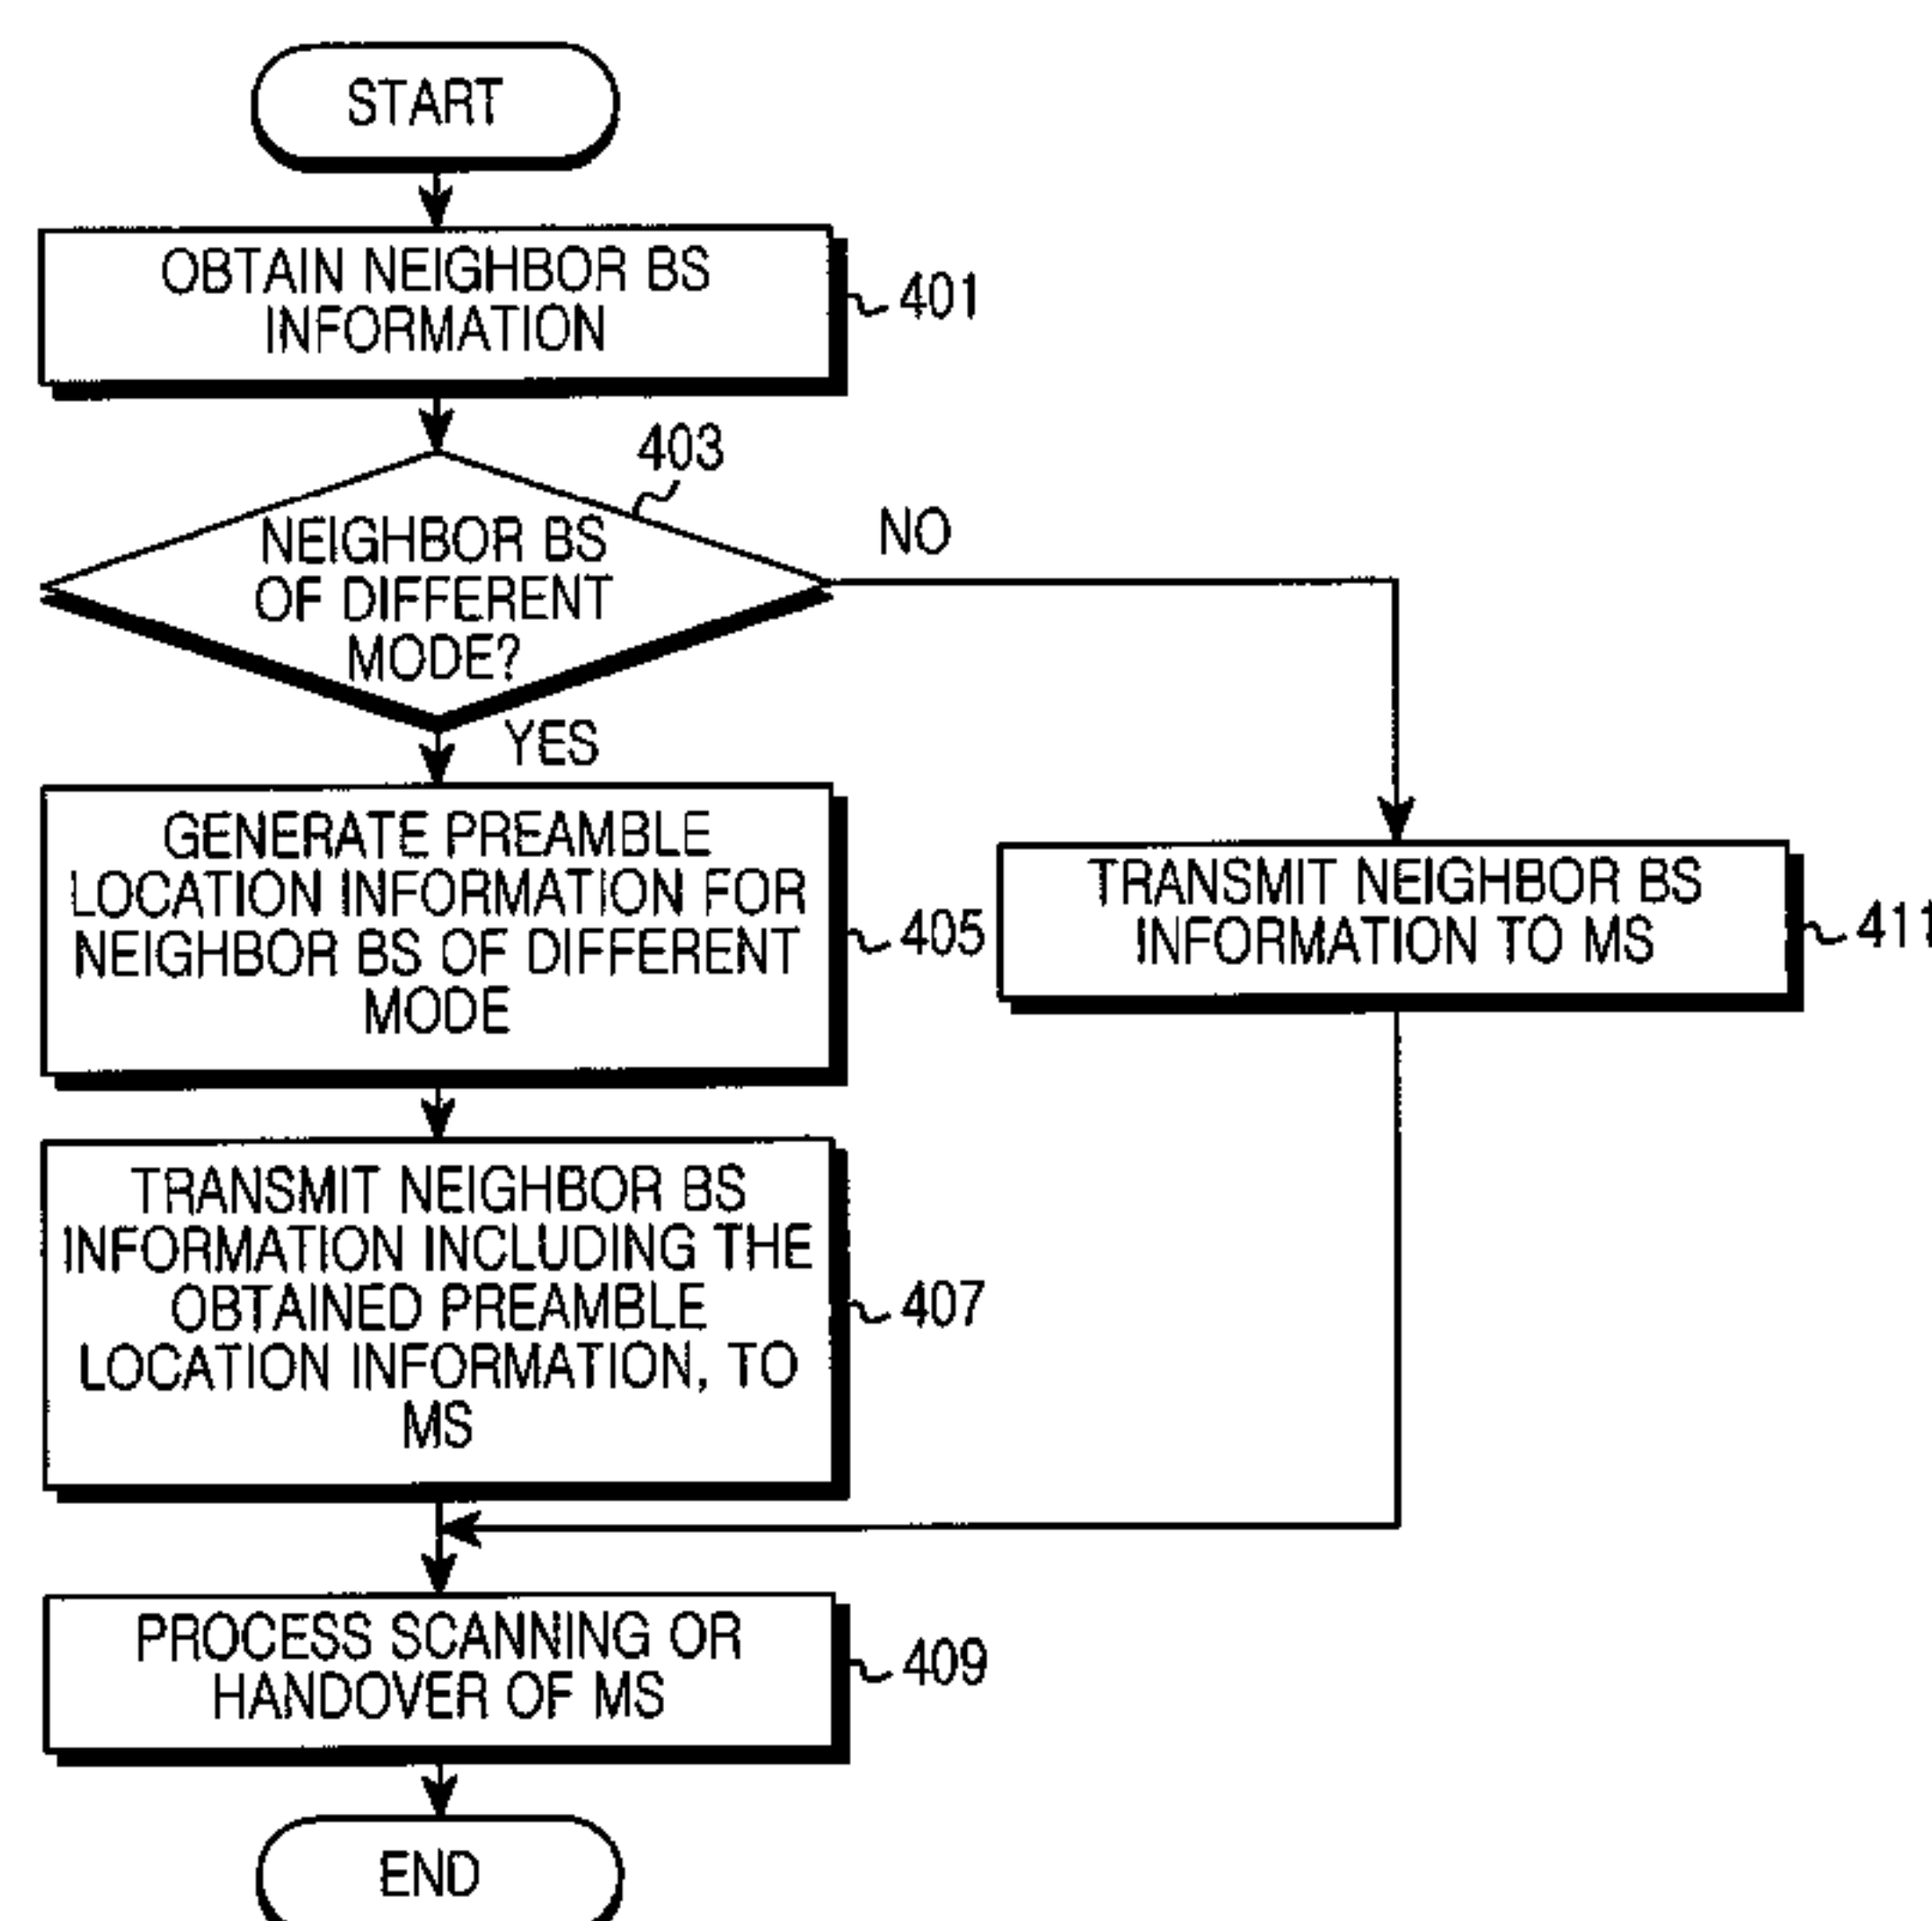 START
OBTAIN NEIGHBOR BS
INFORMATION
401
403
NEIGHBOR BS
OF DIFFERENT
MODE?
NO
YES
GENERATE PREAMBLE
LOCATION INFORMATION FOR
NEIGHBOR BS OF DIFFERENT
MODE
405
TRANSMIT NEIGHBOR BS
INFORMATION TO MS
411
TRANSMIT NEIGHBOR BS
INFORMATION INCLUDING THE
OBTAINED PREAMBLE
LOCATION INFORMATION, TO
MS
407
PROCESS SCANNING OR
HANDOVER OF MS
409
END